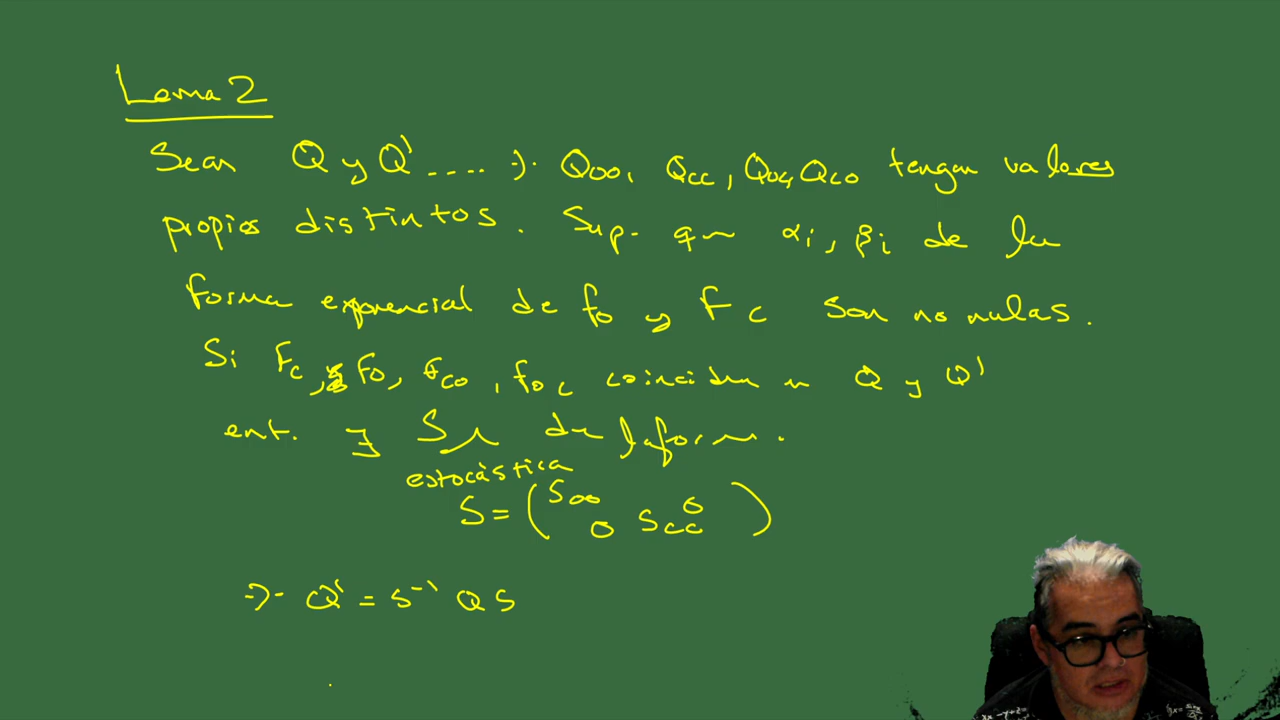 Lema 2
Sean Q y Q' .... ∋· Qoo, Qcc, Qoc, Qco tengan valores
propios distintos. Sup. que αi, βi de la
forma exponencial de fo y Fc son no nulas.
Si Fc, y fo, fco, foc coinciden en Q y Q'
ent. ∃ S de la form.
estocástica
S = ( Soo 0
0 Scc )
∋· Q' = S⁻¹ Q S